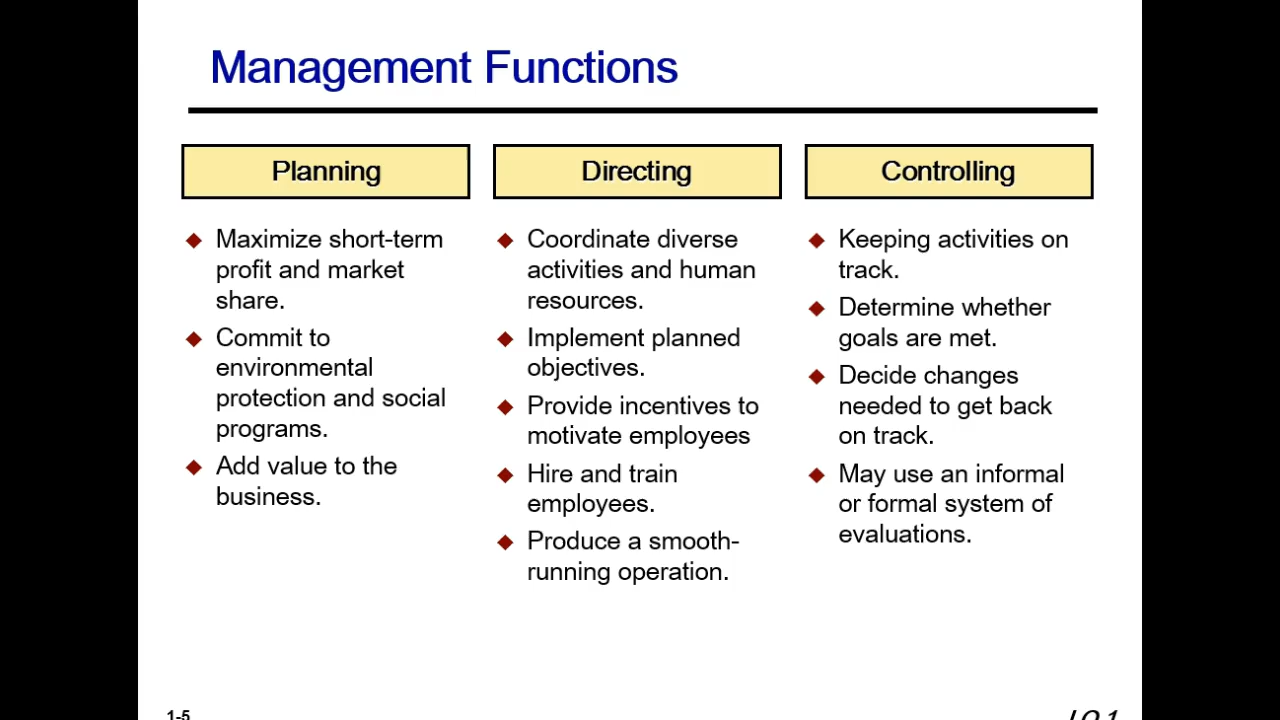 Management Functions
Planning
Maximize short-term
profit and market
share.
Commit to
environmental
protection and social
programs.
Add value to the
business.
Directing
Coordinate diverse
activities and human
resources.
Implement planned
objectives.
Provide incentives to
motivate employees
Hire and train
employees.
Produce a smooth-
running operation.
Controlling
Keeping activities on
track.
Determine whether
goals are met.
Decide changes
needed to get back
on track.
May use an informal
or formal system of
evaluations.
1-5